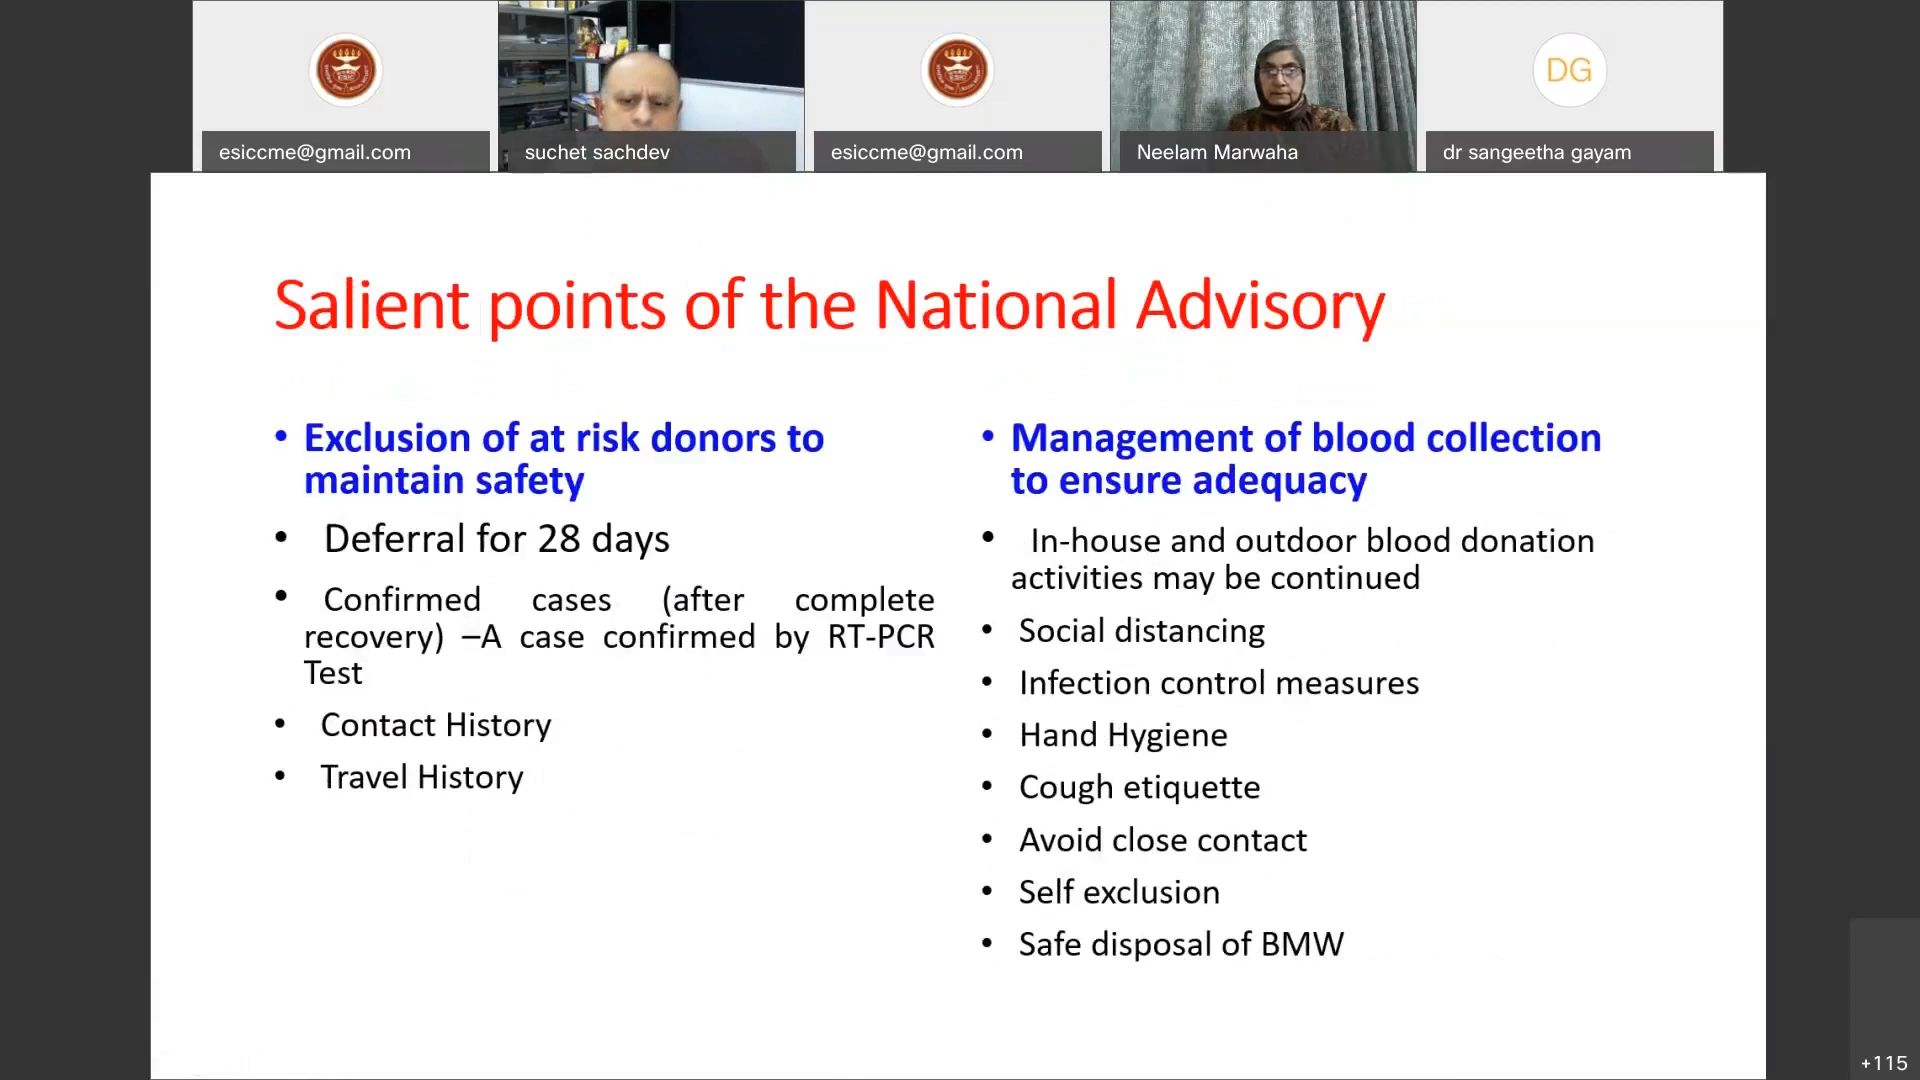 esiccme@gmail.com
suchet sachdev
esiccme@gmail.com
Neelam Marwaha
DG
dr sangeetha gayam
Salient points of the National Advisory
• Exclusion of at risk donors to
maintain safety
• Deferral for 28 days
• Confirmed cases (after complete
recovery) –A case confirmed by RT-PCR
Test
• Contact History
• Travel History
• Management of blood collection
to ensure adequacy
• In-house and outdoor blood donation
activities may be continued
• Social distancing
• Infection control measures
• Hand Hygiene
• Cough etiquette
• Avoid close contact
• Self exclusion
• Safe disposal of BMW
+115